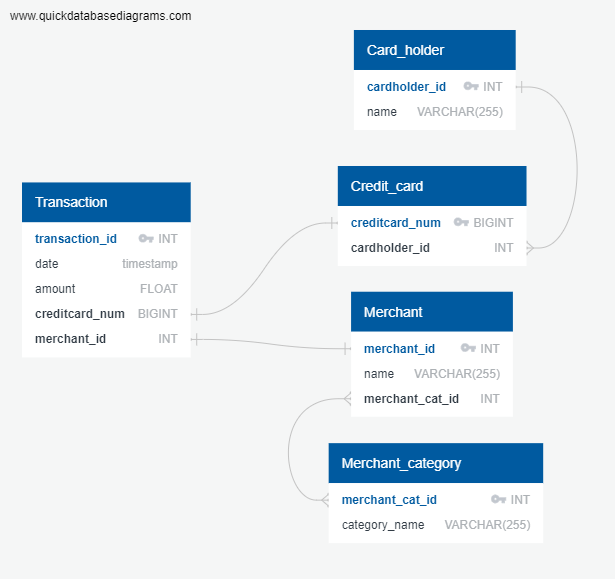 www.quickdatabasediagrams.com
Card_holder
cardholder_id INT
name VARCHAR(255)
Credit_card
creditcard_num BIGINT
cardholder_id INT
Transaction
transaction_id INT
date timestamp
amount FLOAT
creditcard_num BIGINT
merchant_id INT
Merchant
merchant_id INT
name VARCHAR(255)
merchant_cat_id INT
Merchant_category
merchant_cat_id INT
category_name VARCHAR(255)